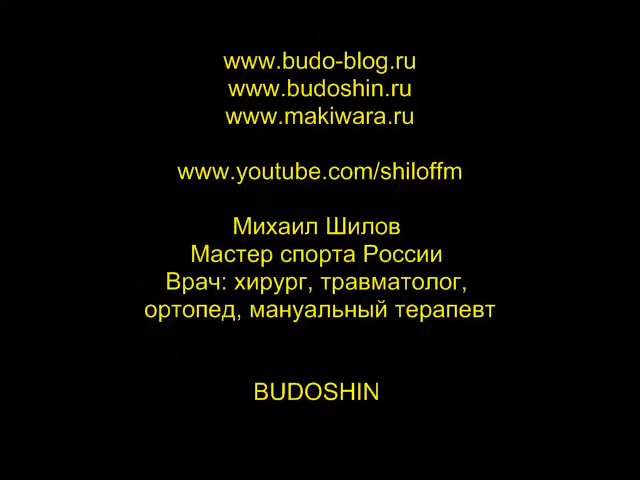 www.budo-blog.ru
www.budoshin.ru
www.makiwara.ru
www.youtube.com/shiloffm
Михаил Шилов
Мастер спорта России
Врач: хирург, травматолог,
ортопед, мануальный терапевт
BUDOSHIN